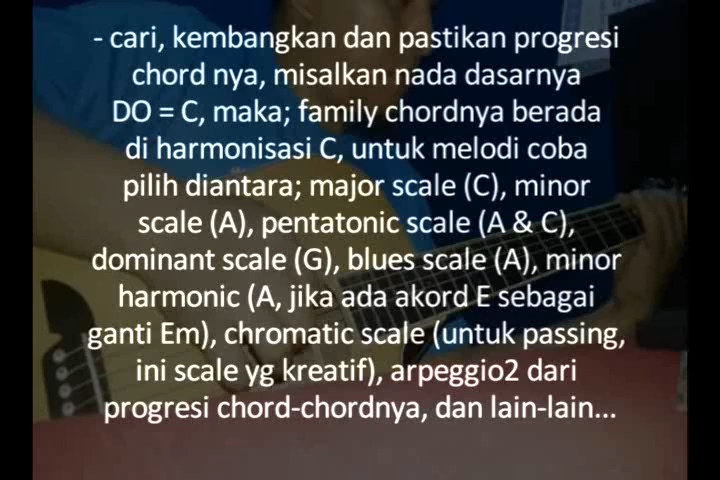 - cari, kembangkan dan pastikan progresi
chord nya, misalkan nada dasarnya
DO = C, maka; family chordnya berada
di harmonisasi C, untuk melodi coba
pilih diantara; major scale (C), minor
scale (A), pentatonic scale (A & C),
dominant scale (G), blues scale (A), minor
harmonic (A, jika ada akord E sebagai
ganti Em), chromatic scale (untuk passing,
ini scale yg kreatif), arpeggio2 dari
progresi chord-chordnya, dan lain-lain...